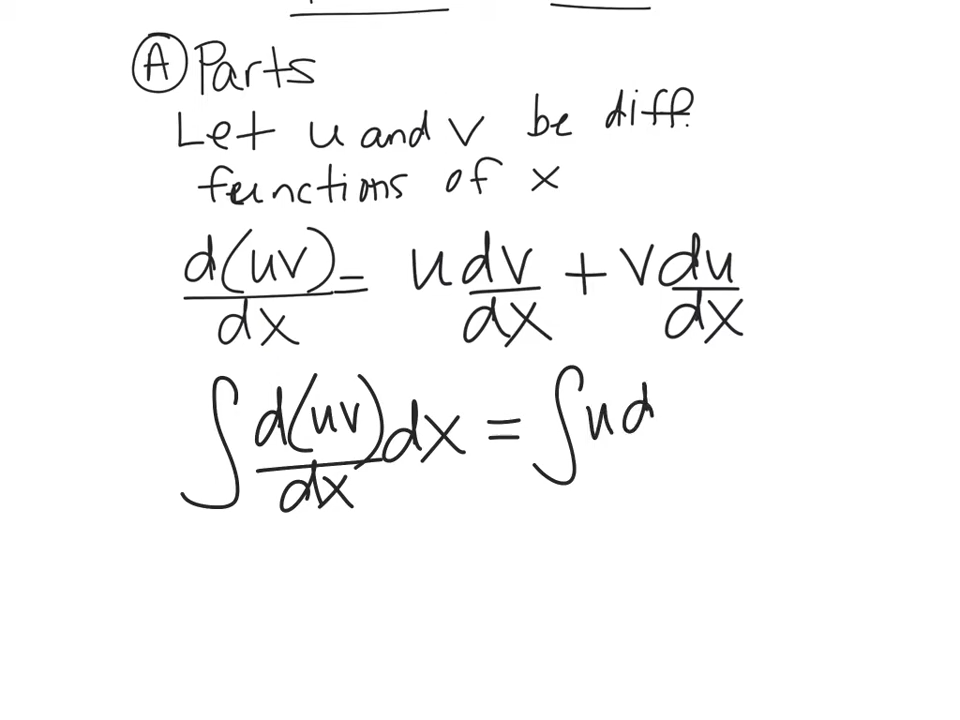 Ⓐ Parts
Let u and v be diff.
functions of x
d(uv)/dx = u dv/dx + v du/dx
∫ d(uv)/dx dx = ∫ u d